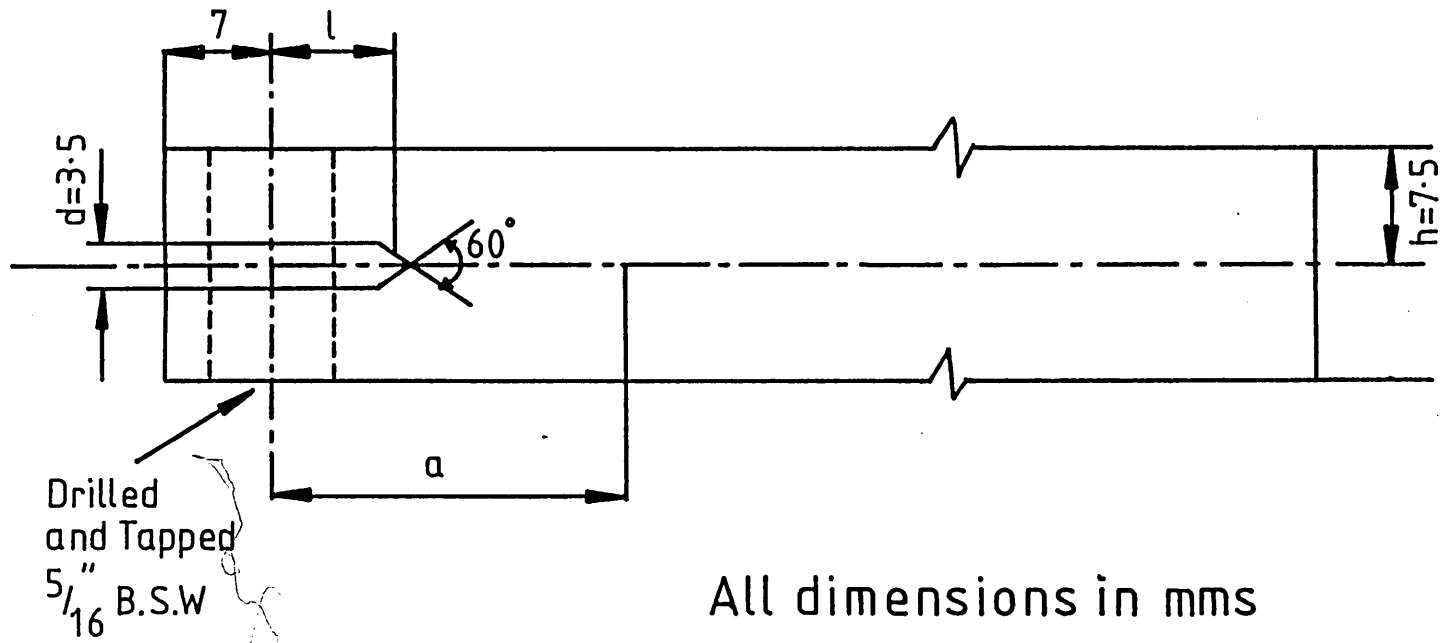 7
l
d=3·5
60°
h=7·5
a
Drilled
and Tapped
5/16" B.S.W
All dimensions in mms